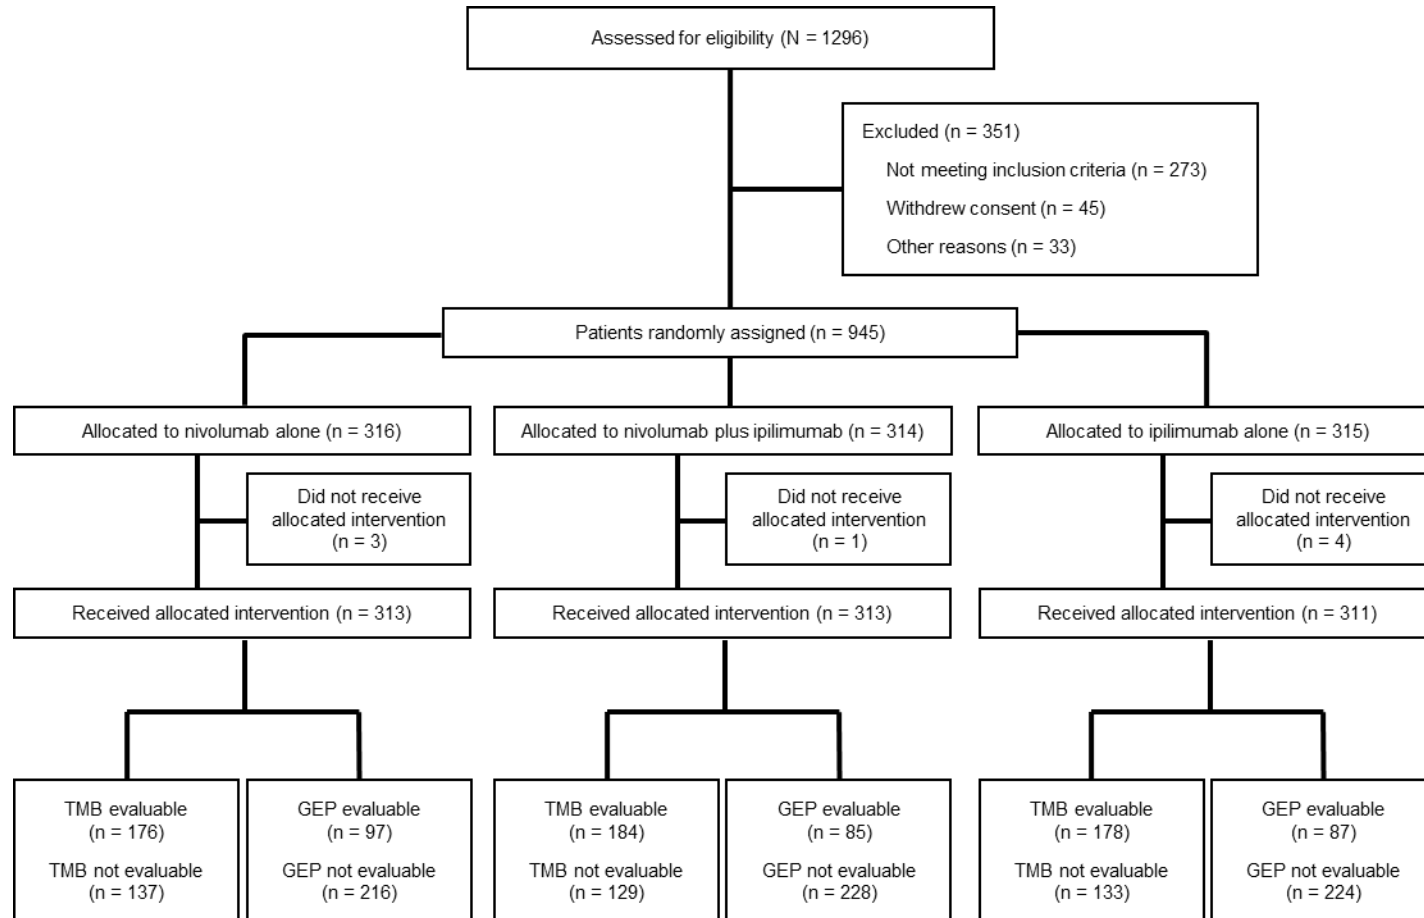 Assessed for eligibility (N = 1296)
Excluded (n = 351)
Not meeting inclusion criteria (n = 273)
Withdrew consent (n = 45)
Other reasons (n = 33)
Patients randomly assigned (n = 945)
Allocated to nivolumab alone (n = 316)
Did not receive
allocated intervention
(n = 3)
Received allocated intervention (n = 313)
TMB evaluable
(n = 176)
TMB not evaluable
(n = 137)
GEP evaluable
(n = 97)
GEP not evaluable
(n = 216)
Allocated to nivolumab plus ipilimumab (n = 314)
Did not receive
allocated intervention
(n = 1)
Received allocated intervention (n = 313)
TMB evaluable
(n = 184)
TMB not evaluable
(n = 129)
GEP evaluable
(n = 85)
GEP not evaluable
(n = 228)
Allocated to ipilimumab alone (n = 315)
Did not receive
allocated intervention
(n = 4)
Received allocated intervention (n = 311)
TMB evaluable
(n = 178)
TMB not evaluable
(n = 133)
GEP evaluable
(n = 87)
GEP not evaluable
(n = 224)